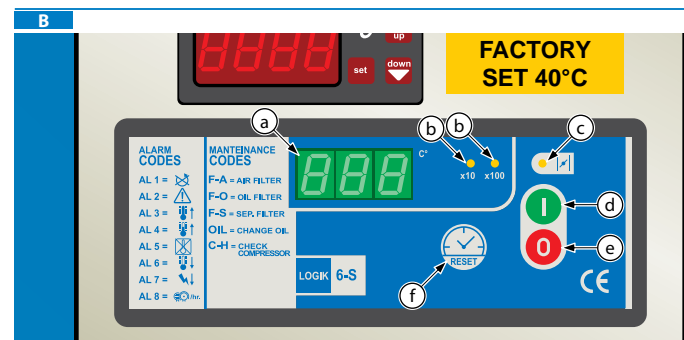 B
up
set
down
FACTORY
SET 40°C
a
b
b
c
C°
x10
x100
ALARM
CODES
AL 1 =
AL 2 =
AL 3 =
AL 4 =
AL 5 =
AL 6 =
AL 7 =
AL 8 = /hr.
MANTEINANCE
CODES
F-A = AIR FILTER
F-O = OIL FILTER
F-S = SEP. FILTER
OIL = CHANGE OIL
C-H = CHECK
COMPRESSOR
I
d
O
e
RESET
f
LOGIK 6-S
CE